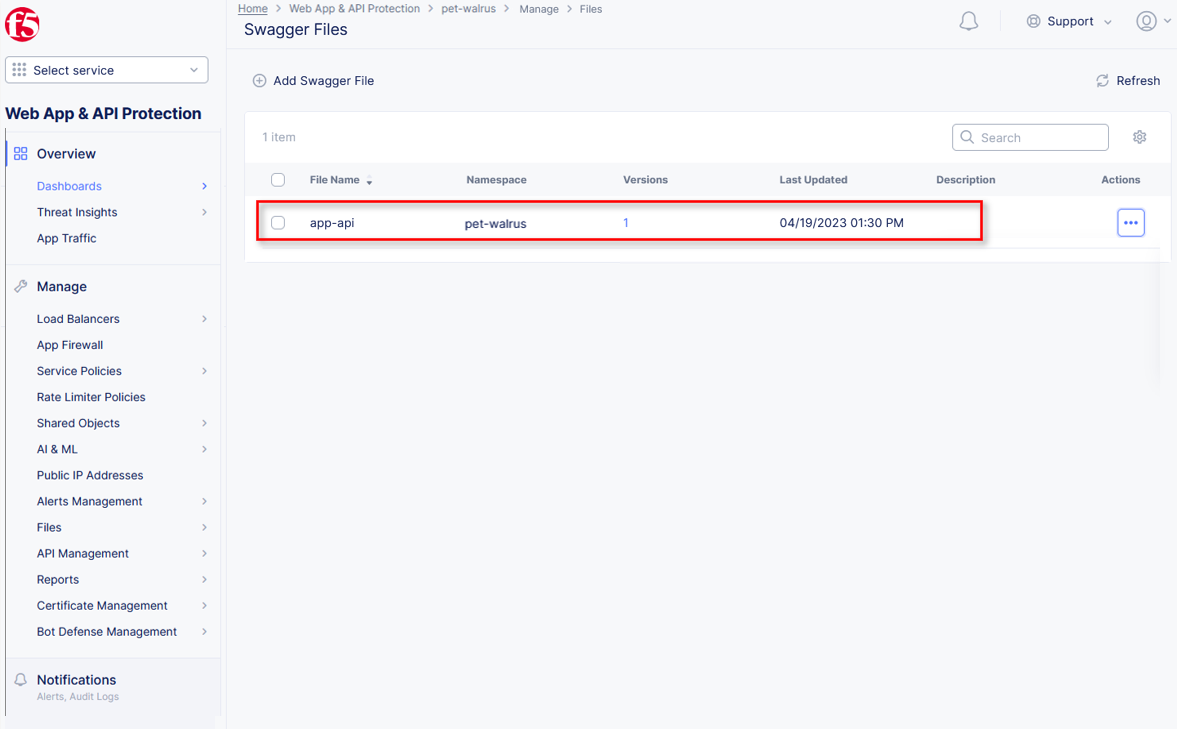 f5
Home > Web App & API Protection > pet-walrus > Manage > Files
Swagger Files
Support
Select service
Add Swagger File
Refresh
Web App & API Protection
1 item
Search
Overview
File Name Namespace Versions Last Updated Description Actions
Dashboards
Threat Insights
app-api pet-walrus 1 04/19/2023 01:30 PM
App Traffic
Manage
Load Balancers
App Firewall
Service Policies
Rate Limiter Policies
Shared Objects
AI & ML
Public IP Addresses
Alerts Management
Files
API Management
Reports
Certificate Management
Bot Defense Management
Notifications
Alerts, Audit Logs